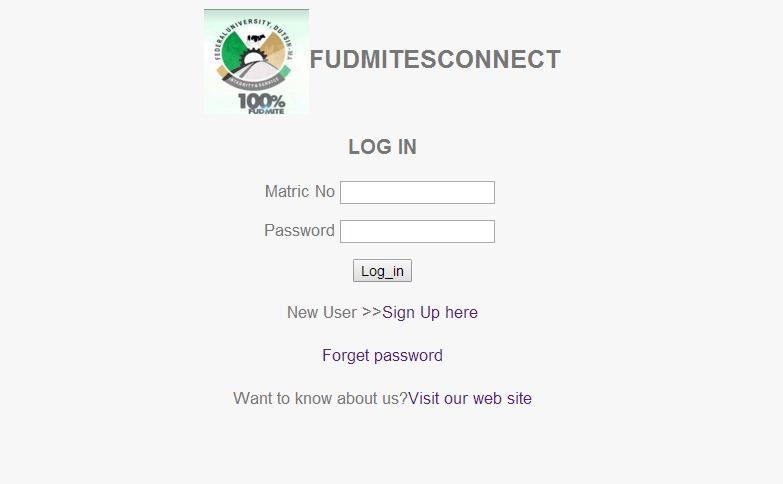 FEDERAL UNIVERSITY, DUTSIN-MA
INTEGRITY & SERVICE
100%
FUDMITE
FUDMITESCONNECT
LOG IN
Matric No
Password
Log_in
New User >>Sign Up here
Forget password
Want to know about us?Visit our web site